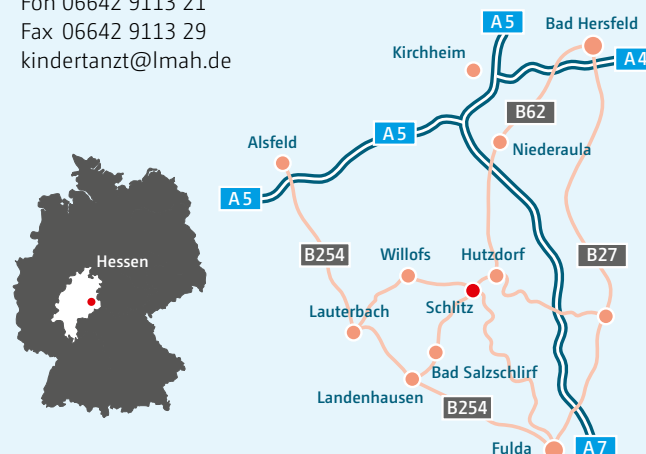 Fon 06642 9113 21
Fax 06642 9113 29
kindertanzt@lmah.de
A5
Bad Hersfeld
Kirchheim
A4
B62
A5
Alsfeld
Niederaula
A5
B254
Willofs
Hutzdorf
B27
Hessen
Lauterbach
Schlitz
Bad Salzschlirf
Landenhausen
B254
Fulda
A7